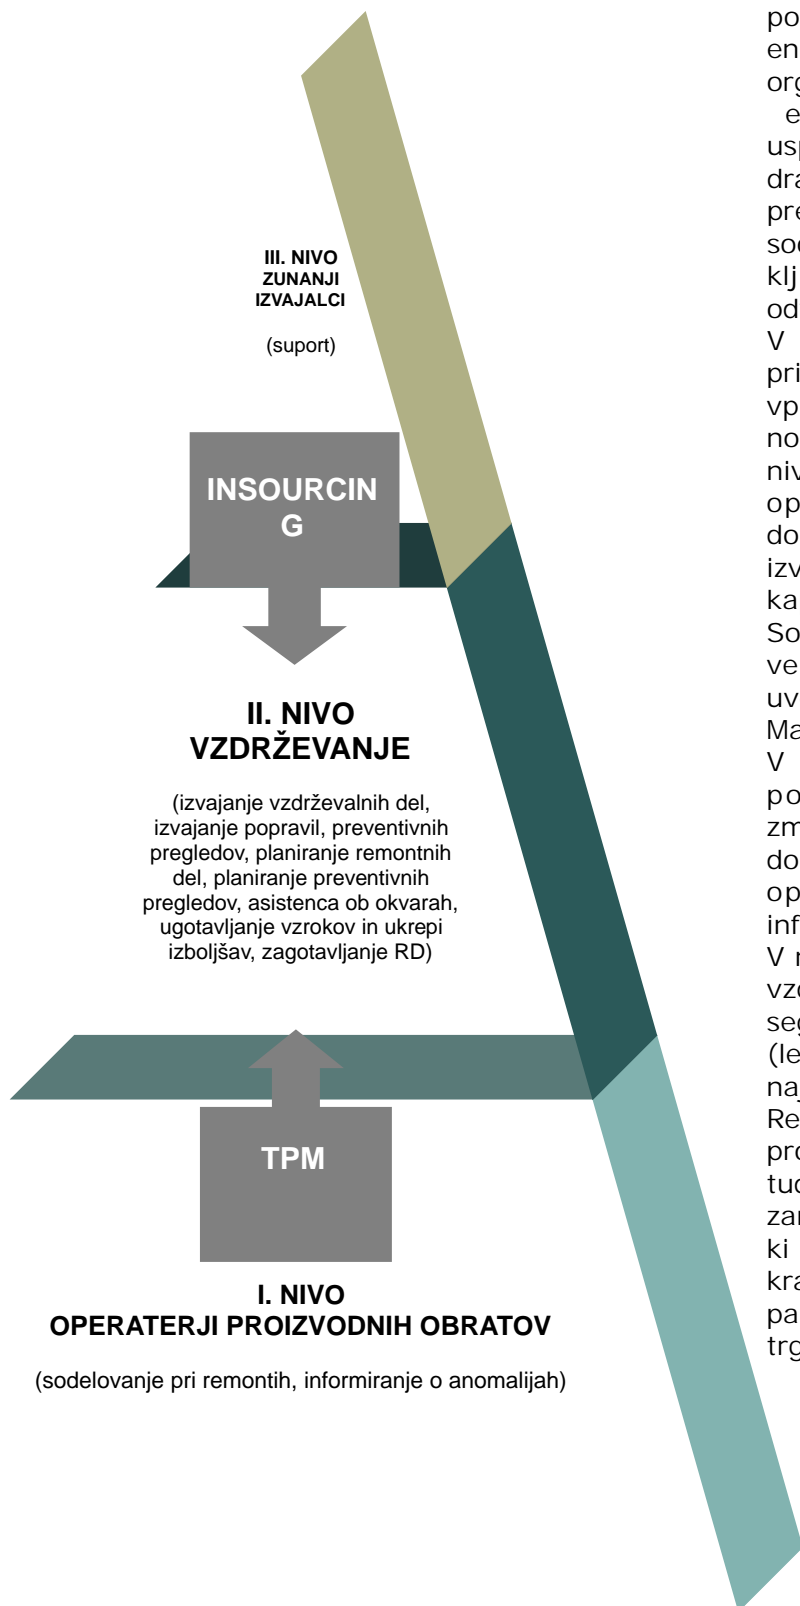 III. NIVO
ZUNANJI
IZVAJALCI
(suport)
INSOURCIN
G
II. NIVO
VZDRŽEVANJE
(izvajanje vzdrževalnih del,
izvajanje popravil, preventivnih
pregledov, planiranje remontnih
del, planiranje preventivnih
pregledov, asistenca ob okvarah,
ugotavljanje vzrokov in ukrepi
izboljšav, zagotavljanje RD)
TPM
I. NIVO
OPERATERJI PROIZVODNIH OBRATOV
(sodelovanje pri remontih, informiranje o anomalijah)